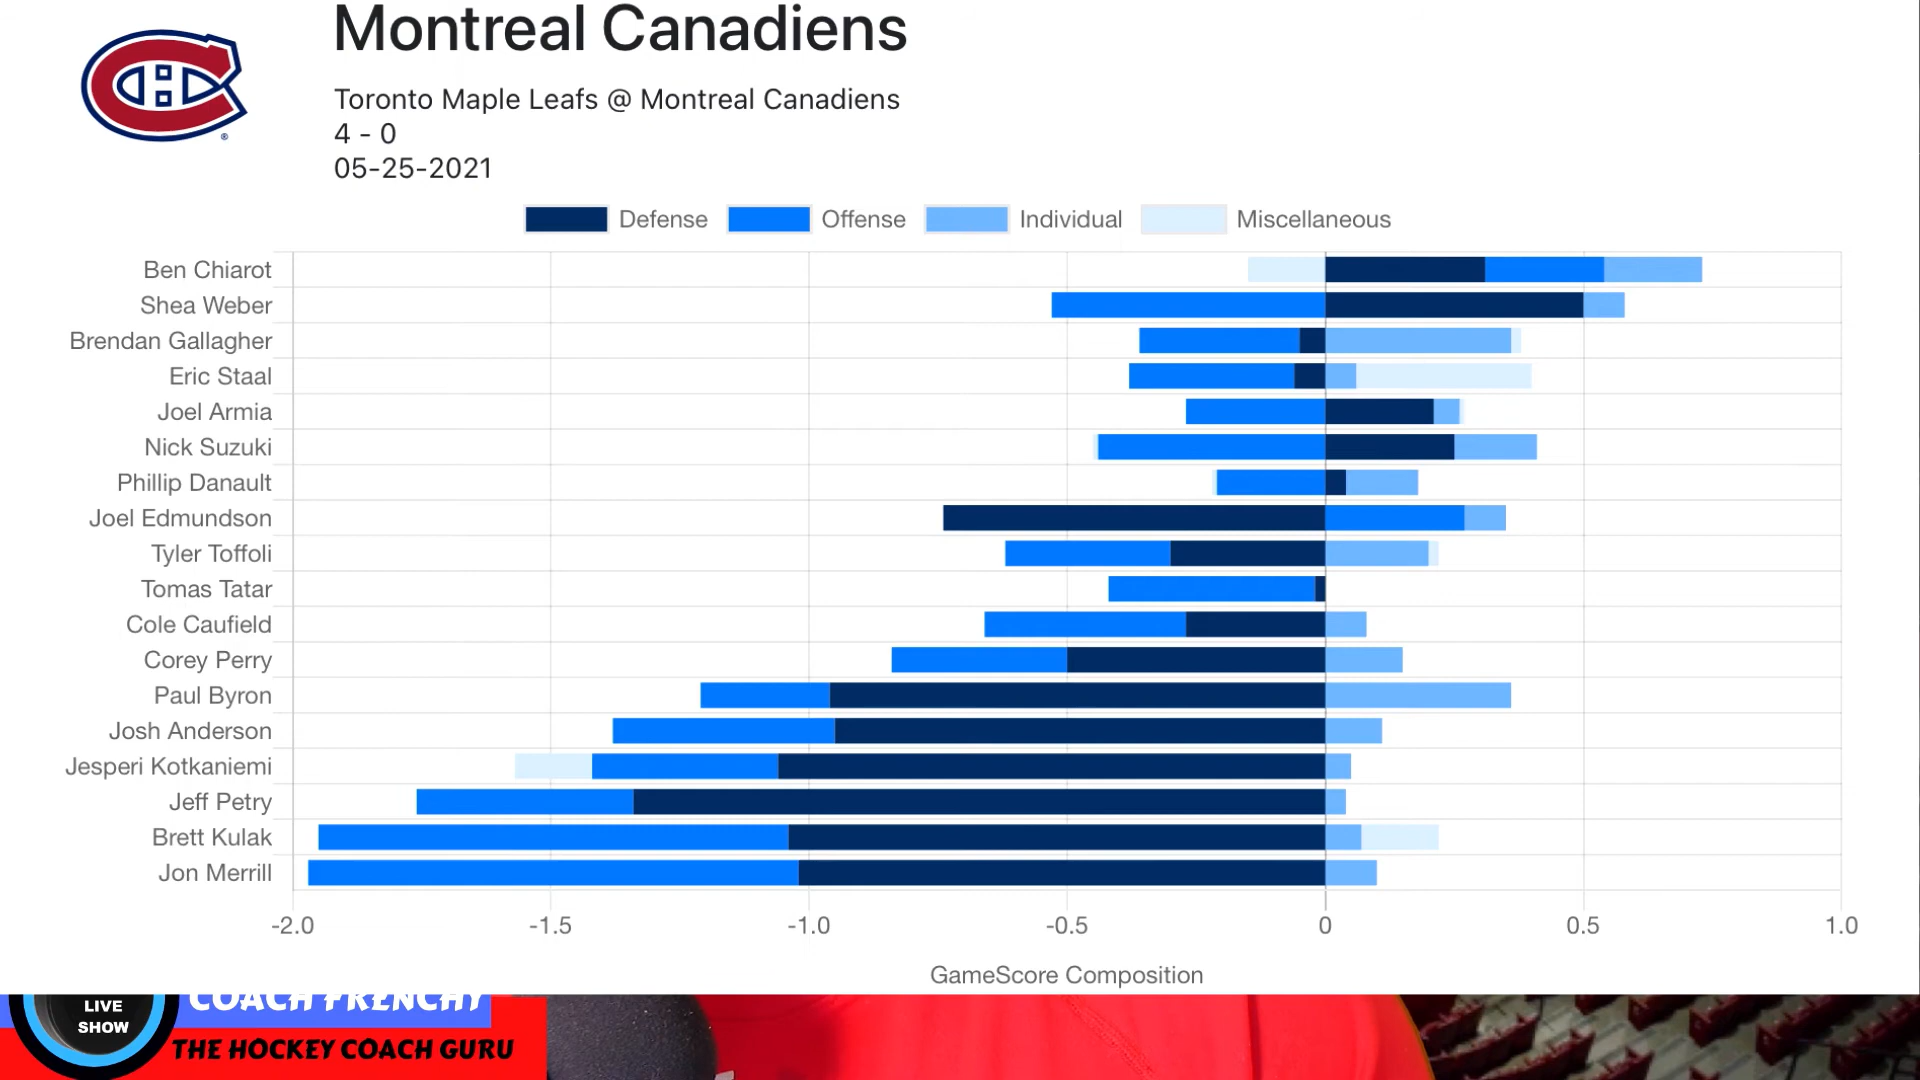 Montreal Canadiens
Toronto Maple Leafs @ Montreal Canadiens
4 - 0
05-25-2021
Defense Offense Individual Miscellaneous
Ben Chiarot
Shea Weber
Brendan Gallagher
Eric Staal
Joel Armia
Nick Suzuki
Phillip Danault
Joel Edmundson
Tyler Toffoli
Tomas Tatar
Cole Caufield
Corey Perry
Paul Byron
Josh Anderson
Jesperi Kotkaniemi
Jeff Petry
Brett Kulak
Jon Merrill
-2.0 -1.5 -1.0 -0.5 0 0.5 1.0
GameScore Composition
LIVE
SHOW
COACH FRENCHY
THE HOCKEY COACH GURU